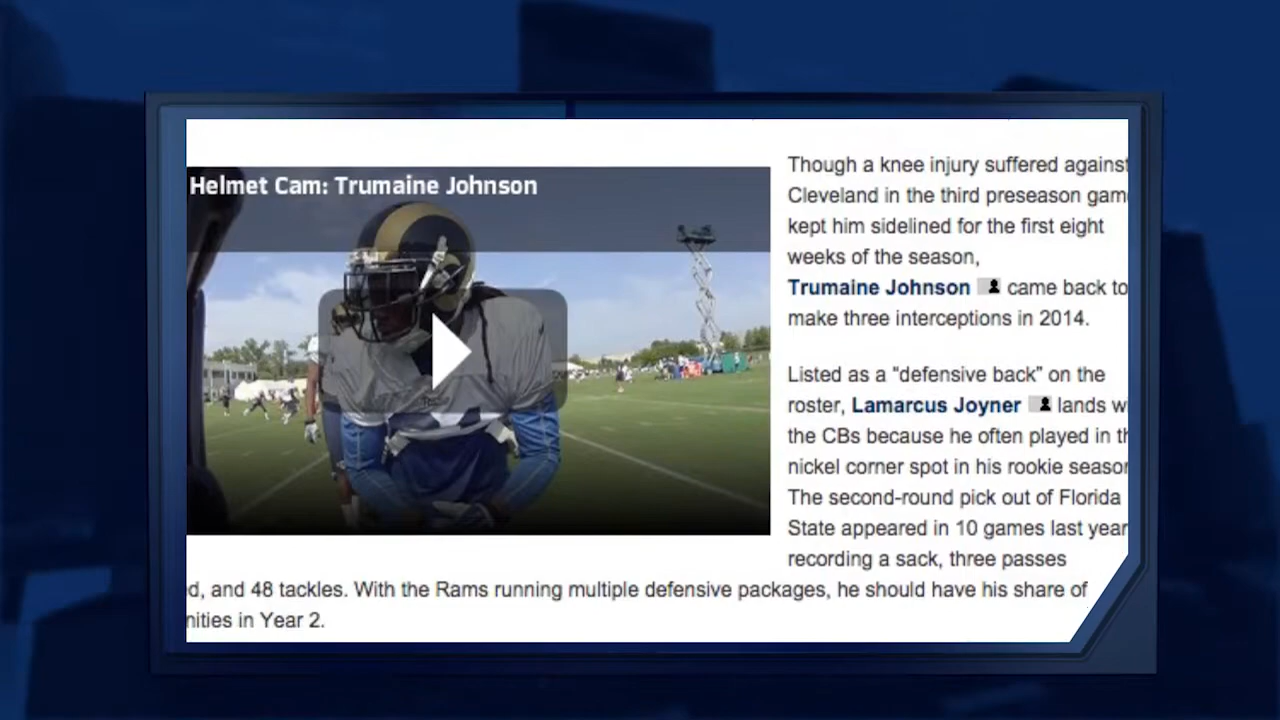 Helmet Cam: Trumaine Johnson
Though a knee injury suffered against
Cleveland in the third preseason gam
kept him sidelined for the first eight
weeks of the season,
Trumaine Johnson came back to
make three interceptions in 2014.
Listed as a “defensive back” on the
roster, Lamarcus Joyner lands w
the CBs because he often played in th
nickel corner spot in his rookie season
The second-round pick out of Florida
State appeared in 10 games last year
recording a sack, three passes
d, and 48 tackles. With the Rams running multiple defensive packages, he should have his share of
nities in Year 2.